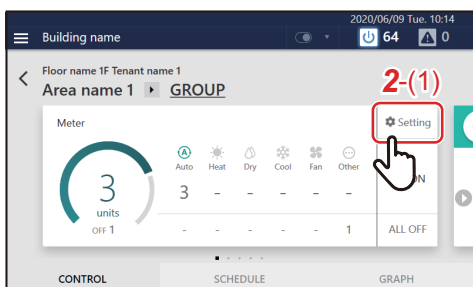 2020/06/09 Tue. 10:14
Building name 64 0
Floor name 1F Tenant name 1
Area name 1 GROUP
2-(1)
Meter
Setting
A
Auto Heat Dry Cool Fan Other
3 - - - - -
3
units
OFF 1
- - - - - 1
ALL OFF
CONTROL SCHEDULE GRAPH